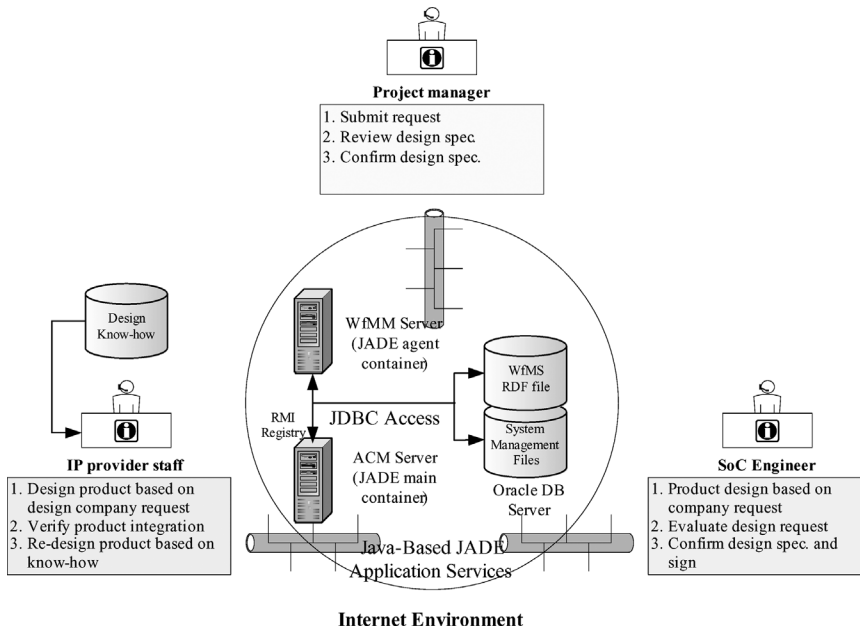 Project manager
1. Submit request
2. Review design spec.
3. Confirm design spec.
Design
Know-how
WfMM Server
(JADE agent
container)
WfMS
RDF file
RMI
Registry
JDBC Access
System
Management
Files
ACM Server
(JADE main
container)
Oracle DB
Server
IP provider staff
1. Design product based on
design company request
2. Verify product integration
3. Re-design product based on
know-how
SoC Engineer
1. Product design based on
company request
2. Evaluate design request
3. Confirm design spec. and
sign
Java-Based JADE
Application Services
Internet Environment